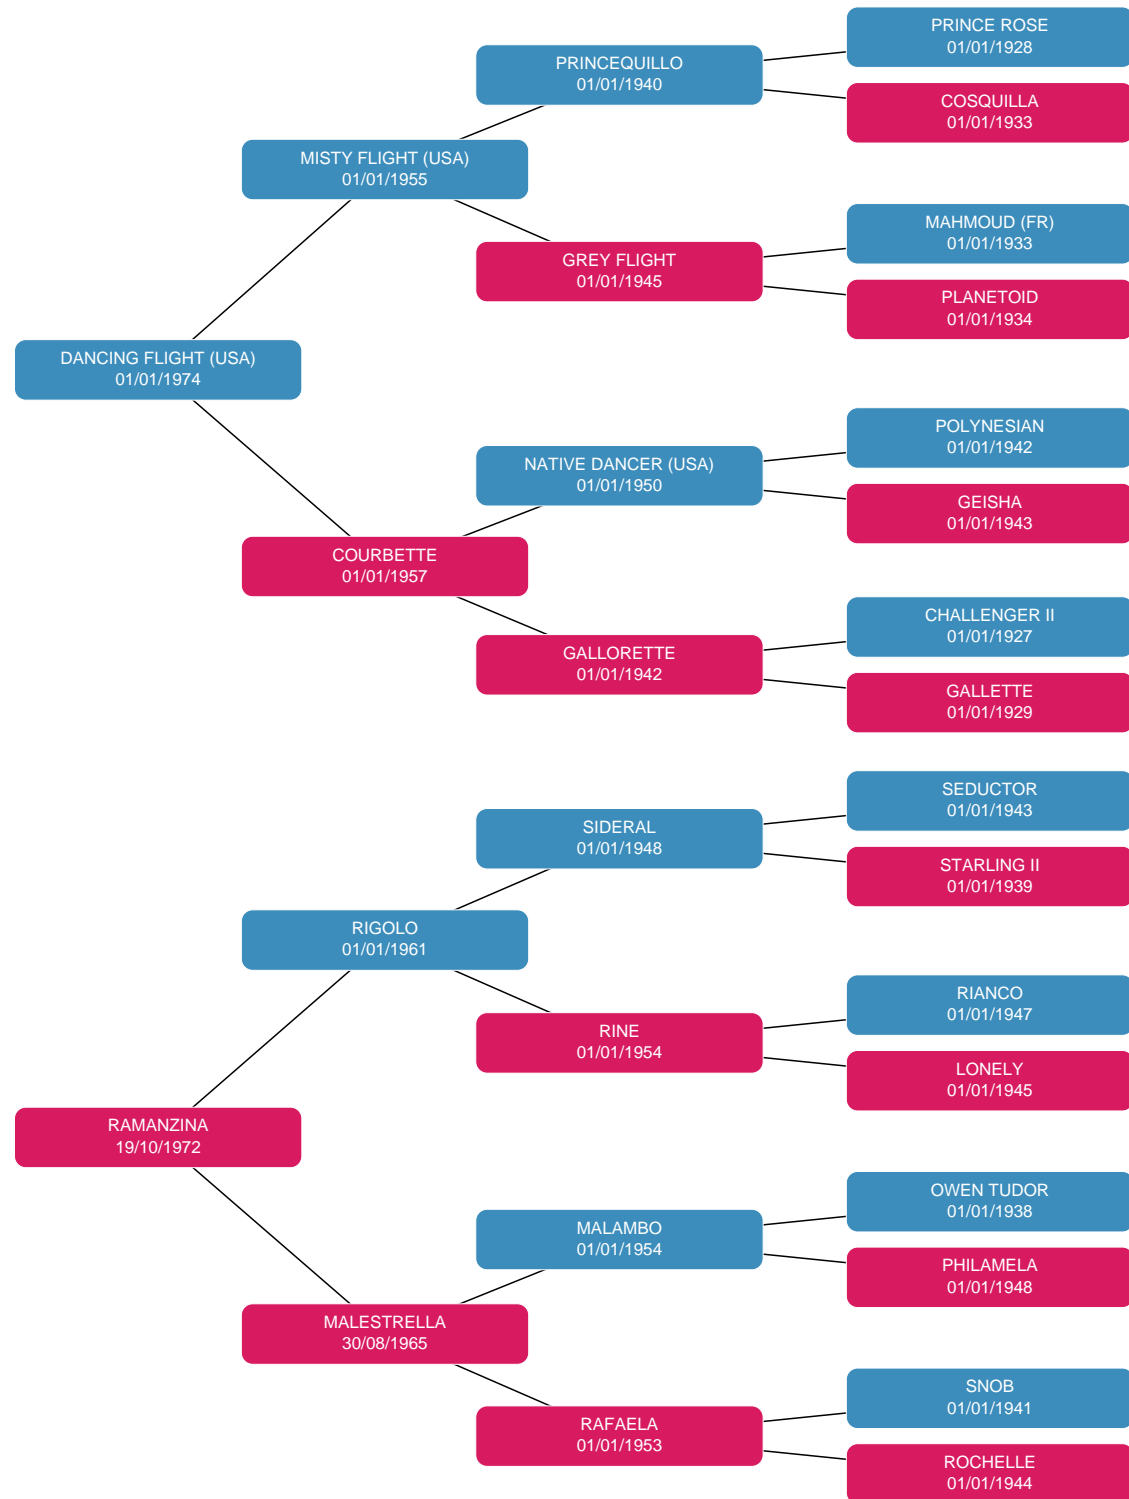 PRINCE ROSE
01/01/1928
PRINCEQUILLO
01/01/1940
COSQUILLA
01/01/1933
MISTY FLIGHT (USA)
01/01/1955
MAHMOUD (FR)
01/01/1933
GREY FLIGHT
01/01/1945
PLANETOID
01/01/1934
DANCING FLIGHT (USA)
01/01/1974
POLYNESIAN
01/01/1942
NATIVE DANCER (USA)
01/01/1950
GEISHA
01/01/1943
COURBETTE
01/01/1957
CHALLENGER II
01/01/1927
GALLORETTE
01/01/1942
GALLETTE
01/01/1929
SEDUCTOR
01/01/1943
SIDERAL
01/01/1948
STARLING II
01/01/1939
RIGOLO
01/01/1961
RIANCO
01/01/1947
RINE
01/01/1954
LONELY
01/01/1945
RAMANZINA
19/10/1972
OWEN TUDOR
01/01/1938
MALAMBO
01/01/1954
PHILAMELA
01/01/1948
MALESTRELLA
30/08/1965
SNOB
01/01/1941
RAFAELA
01/01/1953
ROCHELLE
01/01/1944